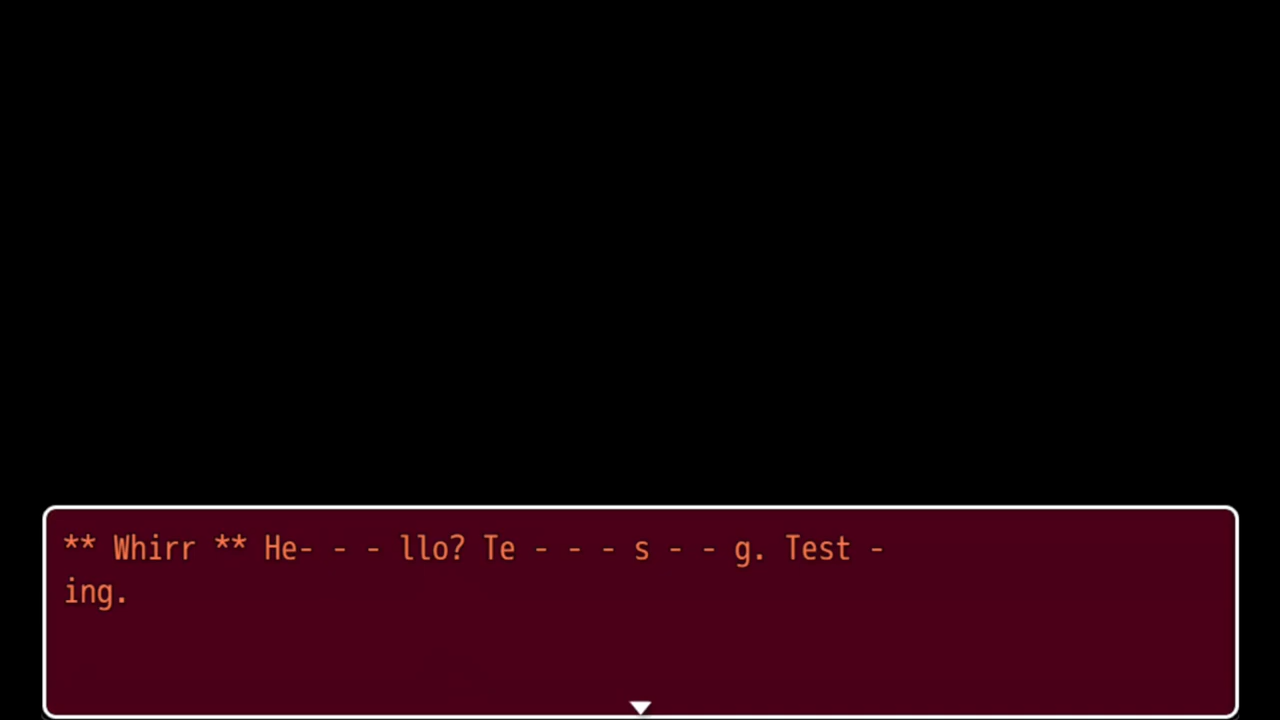 ** Whirr ** He- - - llo? Te - - - s - - g. Test -
ing.